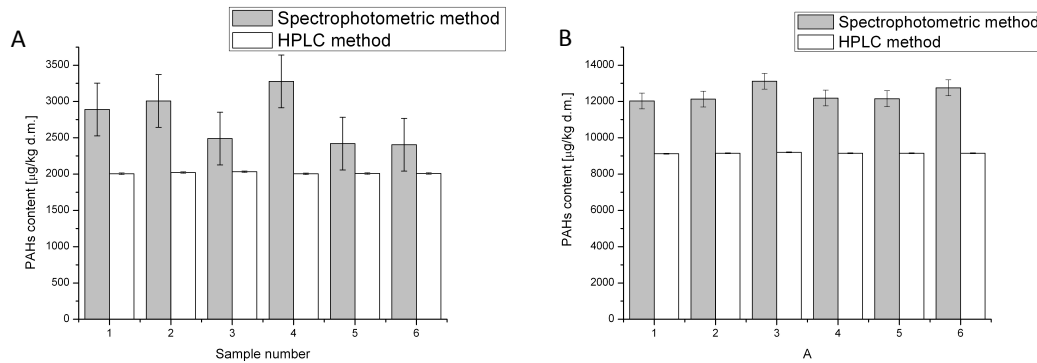 A
Spectrophotometric method
HPLC method
PAHs content [µg/kg d.m.]
3500
3000
2500
2000
1500
1000
500
0
1 2 3 4 5 6
Sample number
B
Spectrophotometric method
HPLC method
PAHs content [µg/kg d.m.]
14000
12000
10000
8000
6000
4000
2000
0
1 2 3 4 5 6
A